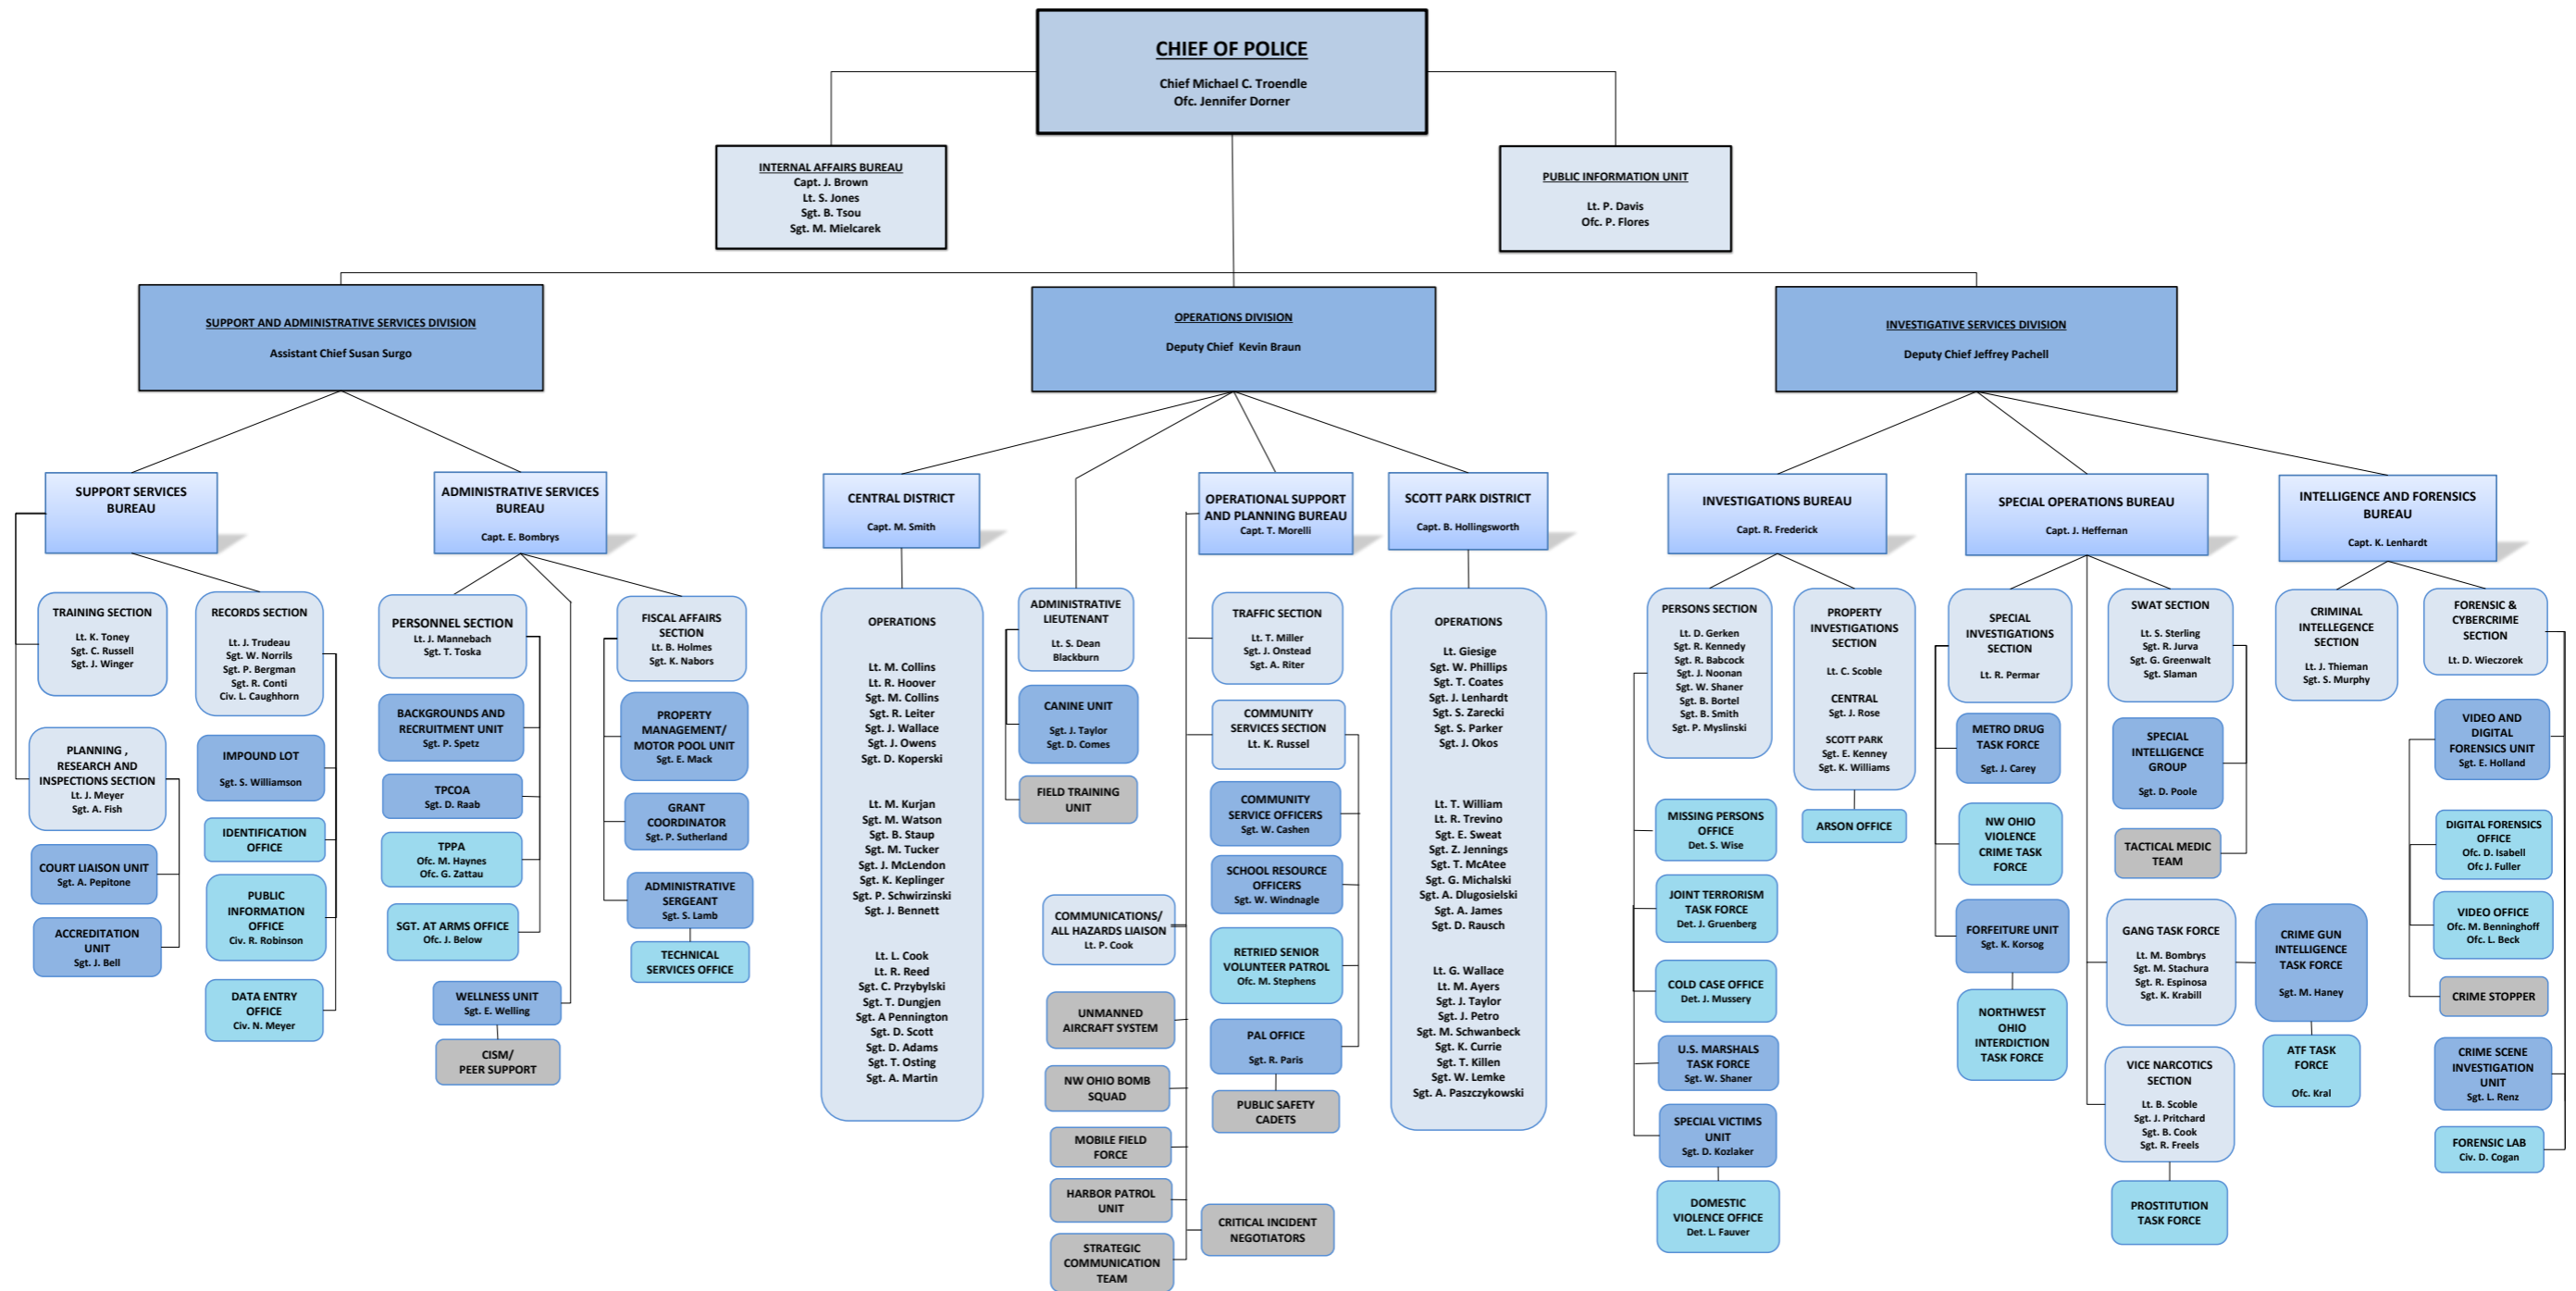 CHIEF OF POLICE
Chief Michael C. Troendle
Ofc. Jennifer Dorner
INTERNAL AFFAIRS BUREAU
Capt. J. Brown
Lt. S. Jones
Sgt. B. Tsou
Sgt. M. Mielcarek
PUBLIC INFORMATION UNIT
Lt. P. Davis
Ofc. P. Flores
SUPPORT AND ADMINISTRATIVE SERVICES DIVISION
Assistant Chief Susan Surgo
OPERATIONS DIVISION
Deputy Chief Kevin Braun
INVESTIGATIVE SERVICES DIVISION
Deputy Chief Jeffrey Pachell
SUPPORT SERVICES
BUREAU
ADMINISTRATIVE SERVICES
BUREAU
Capt. E. Bombrys
CENTRAL DISTRICT
Capt. M. Smith
OPERATIONAL SUPPORT
AND PLANNING BUREAU
Capt. T. Morelli
SCOTT PARK DISTRICT
Capt. B. Hollingsworth
INVESTIGATIONS BUREAU
Capt. R. Frederick
SPECIAL OPERATIONS BUREAU
Capt. J. Heffernan
INTELLIGENCE AND FORENSICS
BUREAU
Capt. K. Lenhardt
TRAINING SECTION
Lt. K. Toney
Sgt. C. Russell
Sgt. J. Winger
PLANNING ,
RESEARCH AND
INSPECTIONS SECTION
Lt. J. Meyer
Sgt. A. Fish
COURT LIAISON UNIT
Sgt. A. Pepitone
ACCREDITATION
UNIT
Sgt. J. Bell
RECORDS SECTION
Lt. J. Trudeau
Sgt. W. Norrils
Sgt. P. Bergman
Sgt. R. Conti
Civ. L. Caughhorn
IMPOUND LOT
Sgt. S. Williamson
IDENTIFICATION
OFFICE
PUBLIC
INFORMATION
OFFICE
Civ. R. Robinson
DATA ENTRY
OFFICE
Civ. N. Meyer
PERSONNEL SECTION
Lt. J. Mannebach
Sgt. T. Toska
BACKGROUNDS AND
RECRUITMENT UNIT
Sgt. P. Spetz
TPCOA
Sgt. D. Raab
TPPA
Ofc. M. Haynes
Ofc. G. Zattau
SGT. AT ARMS OFFICE
Ofc. J. Below
WELLNESS UNIT
Sgt. E. Welling
CISM/
PEER SUPPORT
FISCAL AFFAIRS
SECTION
Lt. B. Holmes
Sgt. K. Nabors
PROPERTY
MANAGEMENT/
MOTOR POOL UNIT
Sgt. E. Mack
GRANT
COORDINATOR
Sgt. P. Sutherland
ADMINISTRATIVE
SERGEANT
Sgt. S. Lamb
TECHNICAL
SERVICES OFFICE
OPERATIONS
Lt. M. Collins
Lt. R. Hoover
Sgt. M. Collins
Sgt. R. Leiter
Sgt. J. Wallace
Sgt. J. Owens
Sgt. D. Koperski
Lt. M. Kurjan
Sgt. M. Watson
Sgt. B. Staup
Sgt. M. Tucker
Sgt. J. McLendon
Sgt. K. Keplinger
Sgt. P. Schwirzinski
Sgt. J. Bennett
Lt. L. Cook
Lt. R. Reed
Sgt. C. Przybylski
Sgt. T. Dungjen
Sgt. A Pennington
Sgt. D. Scott
Sgt. D. Adams
Sgt. T. Osting
Sgt. A. Martin
ADMINISTRATIVE
LIEUTENANT
Lt. S. Dean
Blackburn
CANINE UNIT
Sgt. J. Taylor
Sgt. D. Comes
FIELD TRAINING
UNIT
COMMUNICATIONS/
ALL HAZARDS LIAISON
Lt. P. Cook
UNMANNED
AIRCRAFT SYSTEM
NW OHIO BOMB
SQUAD
MOBILE FIELD
FORCE
HARBOR PATROL
UNIT
STRATEGIC
COMMUNICATION
TEAM
TRAFFIC SECTION
Lt. T. Miller
Sgt. J. Onstead
Sgt. A. Riter
COMMUNITY
SERVICES SECTION
Lt. K. Russel
COMMUNITY
SERVICE OFFICERS
Sgt. W. Cashen
SCHOOL RESOURCE
OFFICERS
Sgt. W. Windnagle
RETRIED SENIOR
VOLUNTEER PATROL
Ofc. M. Stephens
PAL OFFICE
Sgt. R. Paris
PUBLIC SAFETY
CADETS
CRITICAL INCIDENT
NEGOTIATORS
OPERATIONS
Lt. Giesige
Sgt. W. Phillips
Sgt. T. Coates
Sgt. J. Lenhardt
Sgt. S. Zarecki
Sgt. S. Parker
Sgt. J. Okos
Lt. T. William
Lt. R. Trevino
Sgt. E. Sweat
Sgt. Z. Jennings
Sgt. T. McAtee
Sgt. G. Michalski
Sgt. A. Dlugosielski
Sgt. A. James
Sgt. D. Rausch
Lt. G. Wallace
Lt. M. Ayers
Sgt. J. Taylor
Sgt. J. Petro
Sgt. M. Schwanbeck
Sgt. K. Currie
Sgt. T. Killen
Sgt. W. Lemke
Sgt. A. Paszczykowski
PERSONS SECTION
Lt. D. Gerken
Sgt. R. Kennedy
Sgt. R. Babcock
Sgt. J. Noonan
Sgt. W. Shaner
Sgt. B. Bortel
Sgt. B. Smith
Sgt. P. Myslinski
MISSING PERSONS
OFFICE
Det. S. Wise
JOINT TERRORISM
TASK FORCE
Det. J. Gruenberg
COLD CASE OFFICE
Det. J. Mussery
U.S. MARSHALS
TASK FORCE
Sgt. W. Shaner
SPECIAL VICTIMS
UNIT
Sgt. D. Kozlaker
DOMESTIC
VIOLENCE OFFICE
Det. L. Fauver
PROPERTY
INVESTIGATIONS
SECTION
Lt. C. Scoble
CENTRAL
Sgt. J. Rose
SCOTT PARK
Sgt. E. Kenney
Sgt. K. Williams
ARSON OFFICE
SPECIAL
INVESTIGATIONS
SECTION
Lt. R. Permar
METRO DRUG
TASK FORCE
Sgt. J. Carey
NW OHIO
VIOLENCE
CRIME TASK
FORCE
FORFEITURE UNIT
Sgt. K. Korsog
NORTHWEST
OHIO
INTERDICTION
TASK FORCE
SWAT SECTION
Lt. S. Sterling
Sgt. R. Jurva
Sgt. G. Greenwalt
Sgt. Slaman
SPECIAL
INTELLIGENCE
GROUP
Sgt. D. Poole
TACTICAL MEDIC
TEAM
GANG TASK FORCE
Lt. M. Bombrys
Sgt. M. Stachura
Sgt. R. Espinosa
Sgt. K. Krabill
VICE NARCOTICS
SECTION
Lt. B. Scoble
Sgt. J. Pritchard
Sgt. B. Cook
Sgt. R. Freels
PROSTITUTION
TASK FORCE
CRIME GUN
INTELLIGENCE
TASK FORCE
Sgt. M. Haney
ATF TASK
FORCE
Ofc. Kral
CRIMINAL
INTELLEGENCE
SECTION
Lt. J. Thieman
Sgt. S. Murphy
FORENSIC &
CYBERCRIME
SECTION
Lt. D. Wieczorek
VIDEO AND
DIGITAL
FORENSICS UNIT
Sgt. E. Holland
DIGITAL FORENSICS
OFFICE
Ofc. D. Isabell
Ofc J. Fuller
VIDEO OFFICE
Ofc. M. Benninghoff
Ofc. L. Beck
CRIME STOPPER
CRIME SCENE
INVESTIGATION
UNIT
Sgt. L. Renz
FORENSIC LAB
Civ. D. Cogan